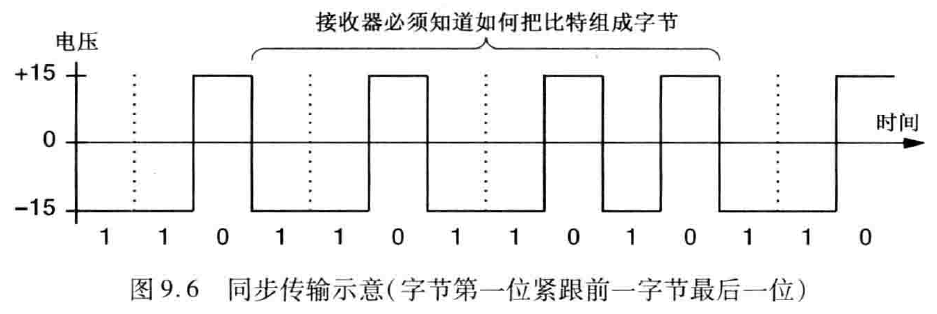 接收器必须知道如何把比特组成字节
电压
+15
0
时间
-15
1 1 0 1 1 0 1 1 0 1 0 1 1 0
图9.6 同步传输示意(字节第一位紧跟前一字节最后一位)